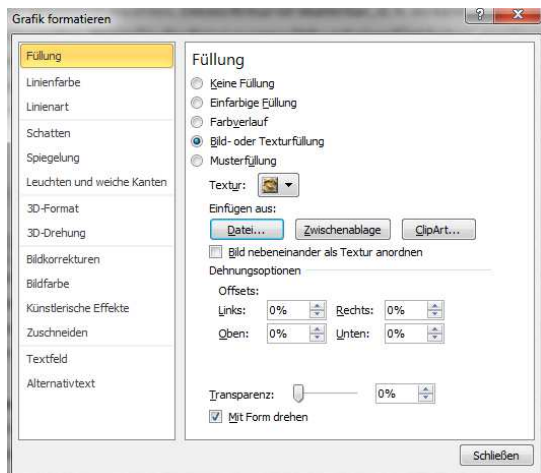 Grafik formatieren
Füllung
Linienfarbe
Linienart
Schatten
Spiegelung
Leuchten und weiche Kanten
3D-Format
3D-Drehung
Bildkorrekturen
Bildfarbe
Künstlerische Effekte
Zuschneiden
Textfeld
Alternativtext
Füllung
Keine Füllung
Einfarbige Füllung
Farbverlauf
Bild- oder Texturfüllung
Musterfüllung
Textur:
Einfügen aus:
Datei... Zwischenablage ClipArt...
Bild nebeneinander als Textur anordnen
Dehnungsoptionen
Offsets:
Links: 0% Rechts: 0%
Oben: 0% Unten: 0%
Transparenz: 0%
Mit Form drehen
Schließen